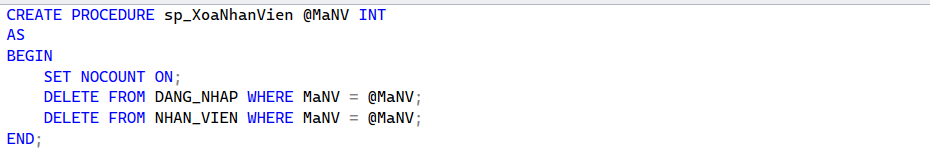 CREATE PROCEDURE sp_XoaNhanVien @MaNV INT
AS
BEGIN
    SET NOCOUNT ON;
    DELETE FROM DANG_NHAP WHERE MaNV = @MaNV;
    DELETE FROM NHAN_VIEN WHERE MaNV = @MaNV;
END;